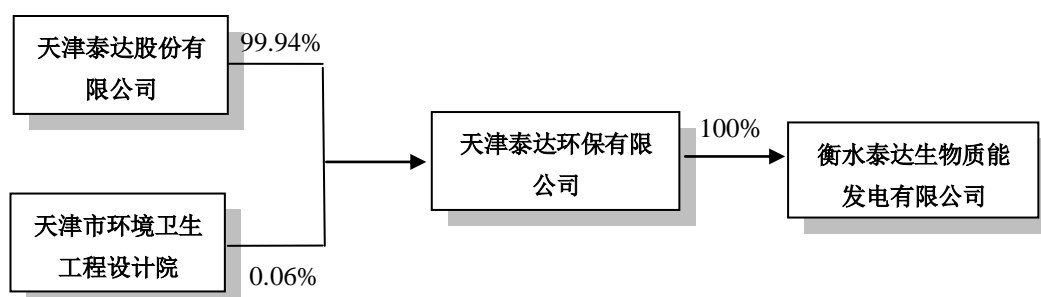 天津泰达股份有
限公司
99.94%
天津市环境卫生
工程设计院
0.06%
天津泰达环保有限
公司
100%
衡水泰达生物质能
发电有限公司